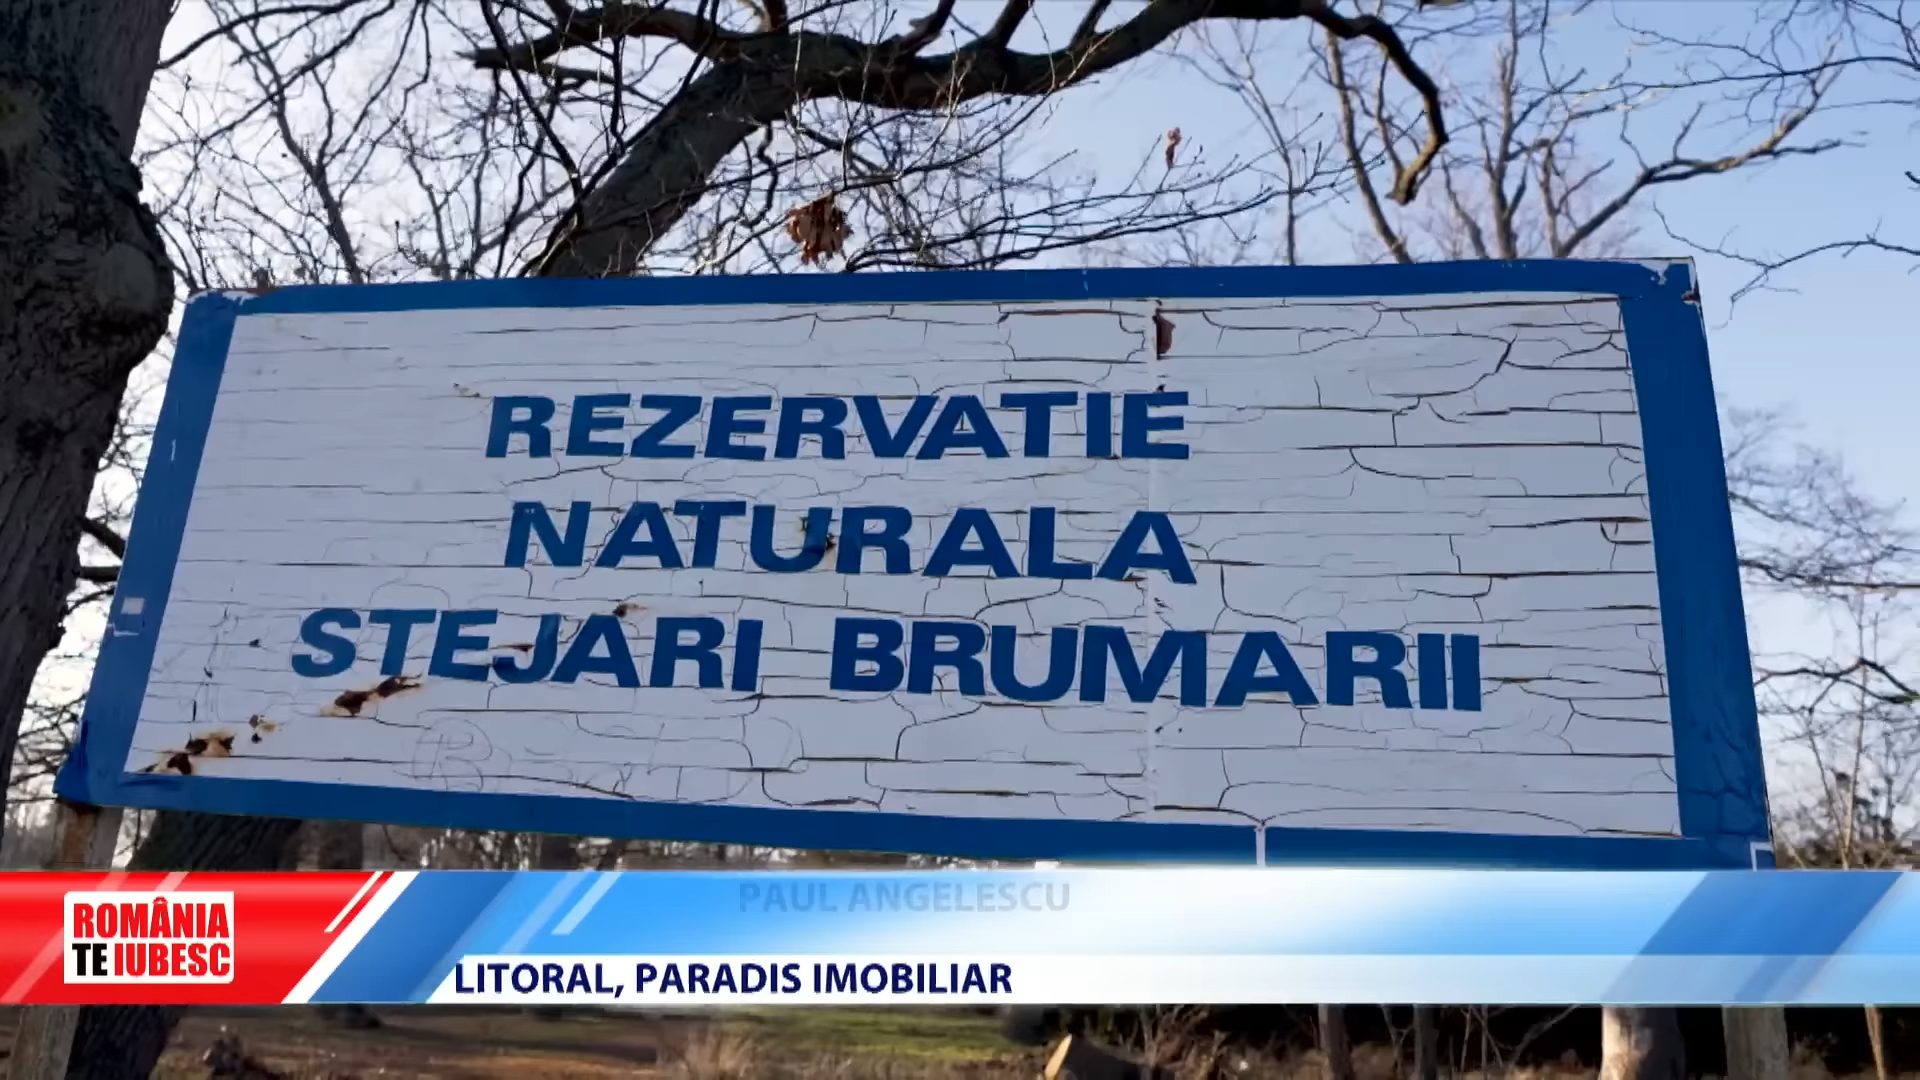 REZERVATIE
NATURALA
STEJARI BRUMARII
PAUL ANGELESCU
ROMÂNIA
TE IUBESC
LITORAL, PARADIS IMOBILIAR